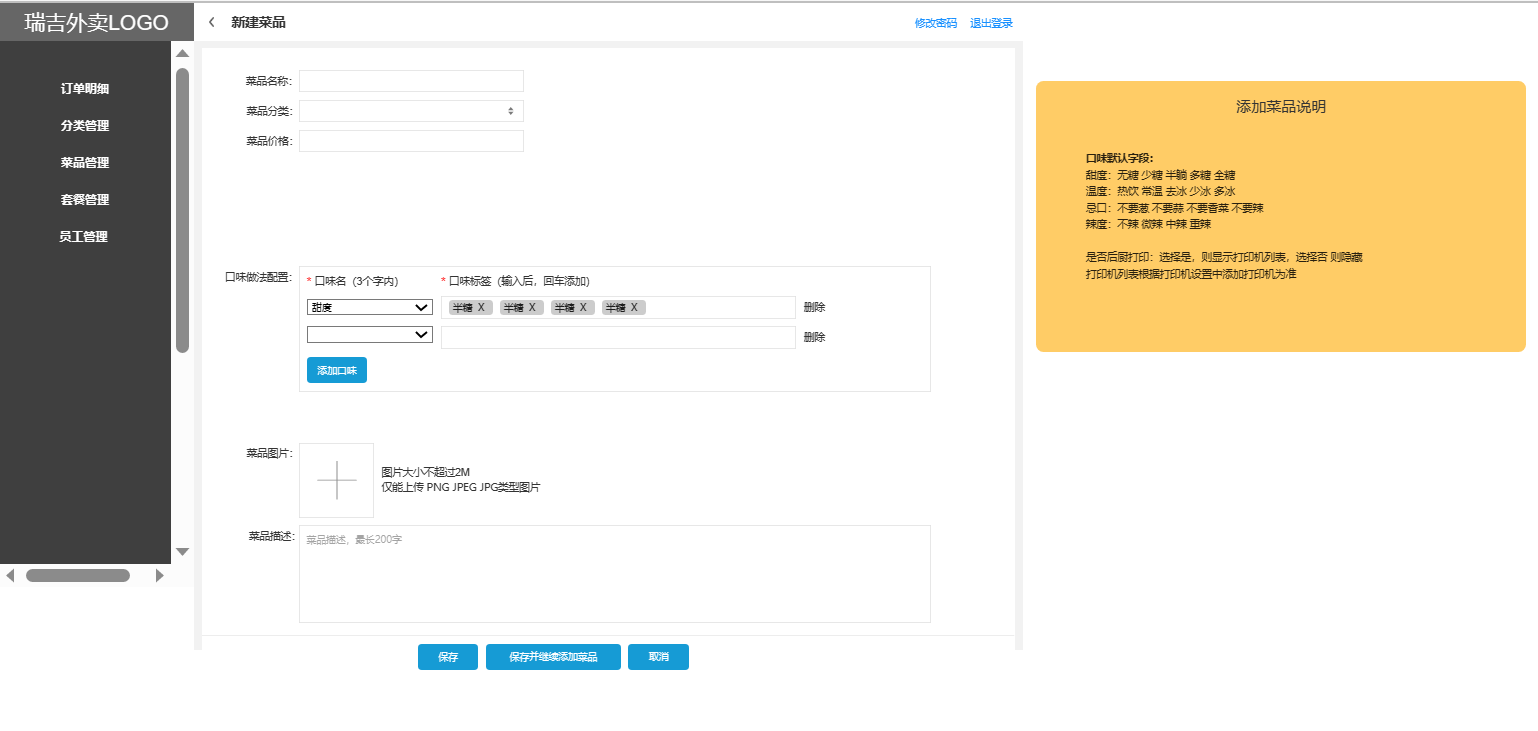 瑞吉外卖LOGO
新建菜品
修改密码 退出登录
订单明细
分类管理
菜品管理
套餐管理
员工管理
菜品名称:
菜品分类:
菜品价格:
口味做法配置:
* 口味名（3个字内）
* 口味标签（输入后，回车添加）
甜度
半糖 X 半糖 X 半糖 X 半糖 X
删除
删除
添加口味
菜品图片:
图片大小不超过2M
仅能上传 PNG JPEG JPG类型图片
菜品描述:
菜品描述，最长200字
保存
保存并继续添加菜品
取消
添加菜品说明
口味默认字段：
甜度：无糖 少糖 半躺 多糖 全糖
温度：热饮 常温 去冰 少冰 多冰
忌口：不要葱 不要蒜 不要香菜 不要辣
辣度：不辣 微辣 中辣 重辣
是否后厨打印：选择是，则显示打印机列表，选择否 则隐藏
打印机列表根据打印机设置中添加打印机为准